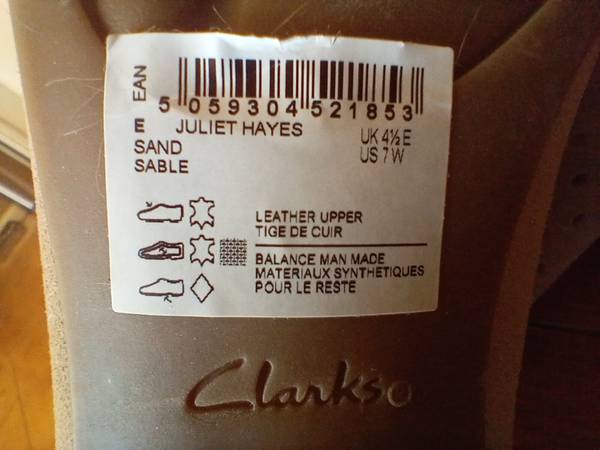 EAN
5 059304 521853
E JULIET HAYES
UK 4½ E
SAND
US 7 W
SABLE
LEATHER UPPER
TIGE DE CUIR
BALANCE MAN MADE
MATERIAUX SYNTHETIQUES
POUR LE RESTE
Clarks